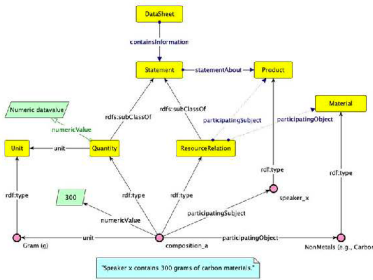 DataSheet
containsInformation
Statement
statementAbout
Product
rdfs:subClassOf
rdfs:subClassOf
Numeric datavalue
numericValue
participatingSubject
participatingObject
Material
Unit
unit
Quantity
ResourceRelation
rdf:type
rdf:type
rdf:type
rdf:type
rdf:type
300
numericValue
participatingSubject
speaker_x
Gram (g)
unit
composition_a
participatingObject
NonMetals (e.g., Carbon
"Speaker x contains 300 grams of carbon materials."